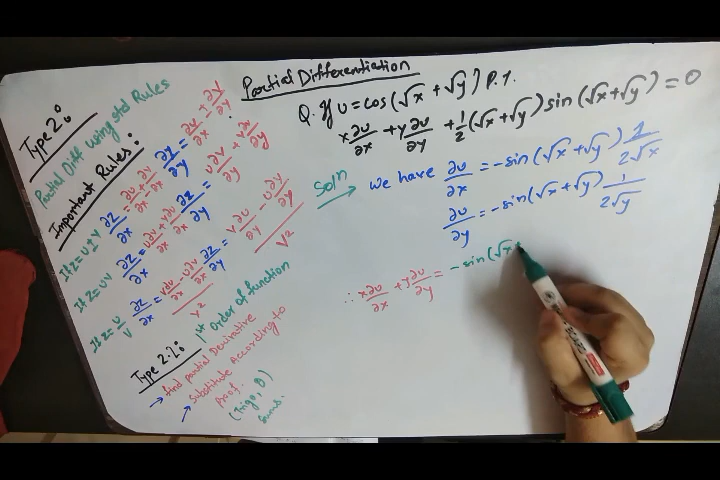 Partial Differentiation
Type 2:
Partial Diff using std Rules
Important Rules:
If z = u ± v ∂z/∂x = ∂u/∂x ± ∂v/∂x ∂z/∂y = ∂u/∂y ± ∂v/∂y
If z = uv ∂z/∂x = u∂v/∂x + v∂u/∂x ∂z/∂y = u∂v/∂y + v∂u/∂y
If z = u/v ∂z/∂x = (v∂u/∂x - u∂v/∂x)/v² ∂z/∂y = (v∂u/∂y - u∂v/∂y)/v²
Type 2.1: 1st Order of function
→ find partial Derivative
→ Substitute According to
Proof.
(Trigo, θ)
sums.
Q. If u = cos(√x + √y) P.T.
x∂u/∂x + y∂u/∂y + 1/2(√x + √y) sin(√x + √y) = 0
Soln
→ we have ∂u/∂x = -sin(√x + √y) 1/2√x
∂u/∂y = -sin(√x + √y) 1/2√y
∴ x∂u/∂x + y∂u/∂y = -sin(√x